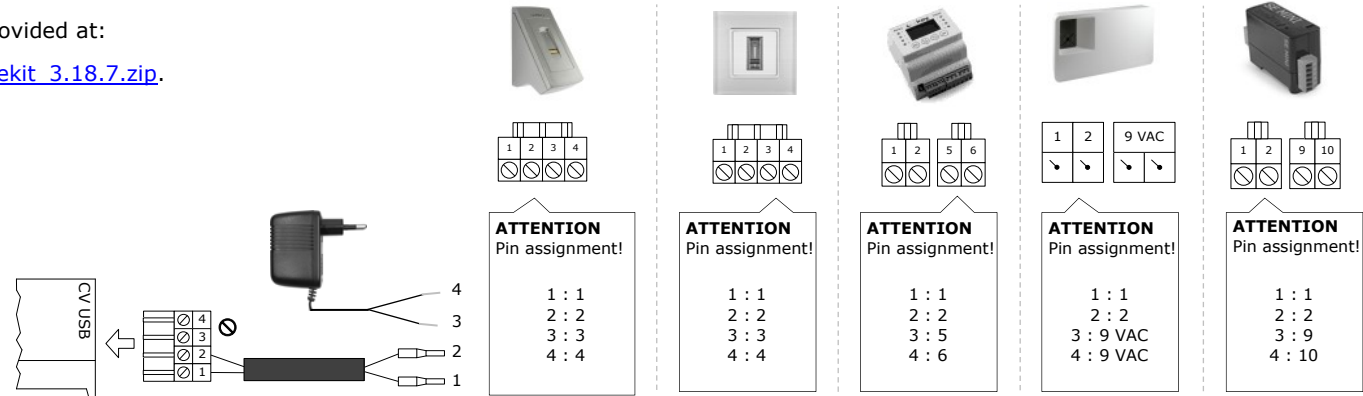 ovided at:
ekit_3.18.7.zip.
1 2 3 4
1 2 3 4
1 2 5 6
1 2 9 VAC
1 2 9 10
ATTENTION
Pin assignment!
1 : 1
2 : 2
3 : 3
4 : 4
ATTENTION
Pin assignment!
1 : 1
2 : 2
3 : 3
4 : 4
ATTENTION
Pin assignment!
1 : 1
2 : 2
3 : 5
4 : 6
ATTENTION
Pin assignment!
1 : 1
2 : 2
3 : 9 VAC
4 : 9 VAC
ATTENTION
Pin assignment!
1 : 1
2 : 2
3 : 9
4 : 10
CV USB
4
3
2
1
4
3
2
1